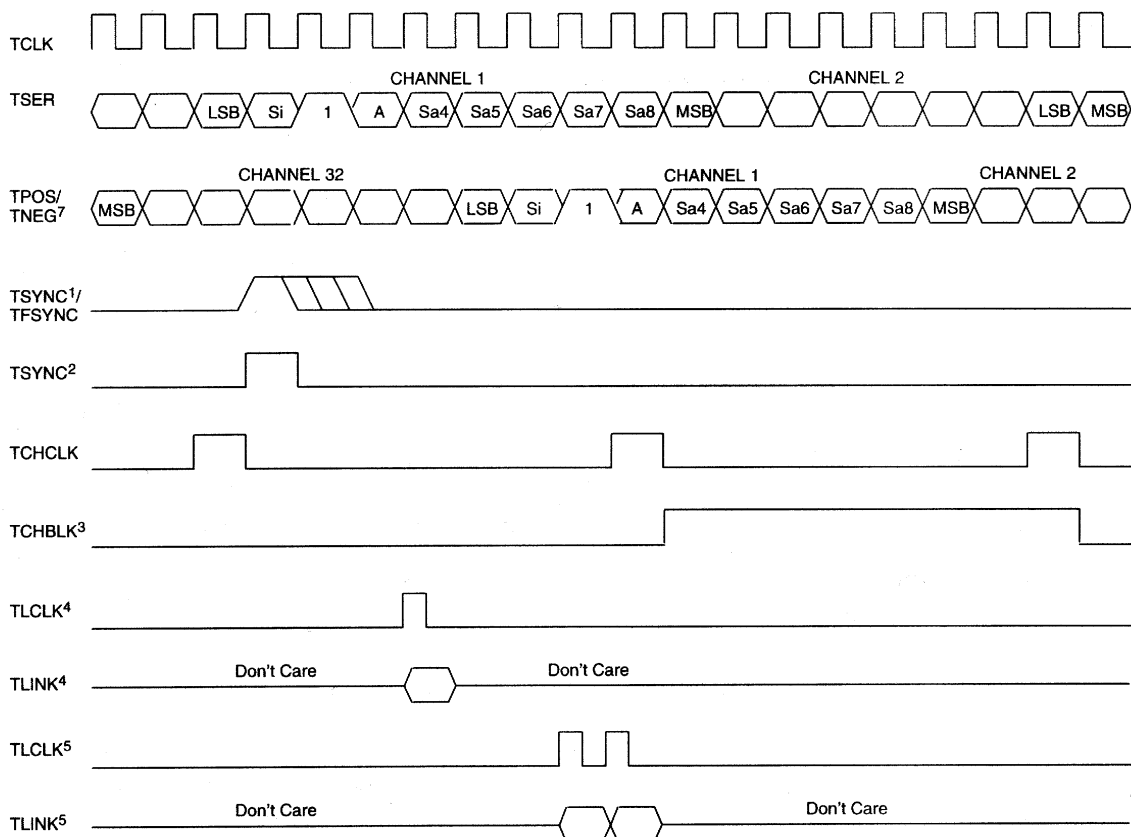 TCLK
CHANNEL 1 CHANNEL 2
TSER LSB Si 1 A Sa4 Sa5 Sa6 Sa7 Sa8 MSB LSB MSB
CHANNEL 32 CHANNEL 1 CHANNEL 2
TPOS/
TNEG7 MSB LSB Si 1 A Sa4 Sa5 Sa6 Sa7 Sa8 MSB
TSYNC1/
TFSYNC
TSYNC2
TCHCLK
TCHBLK3
TLCLK4
TLINK4 Don't Care Don't Care
TLCLK5
TLINK5 Don't Care Don't Care